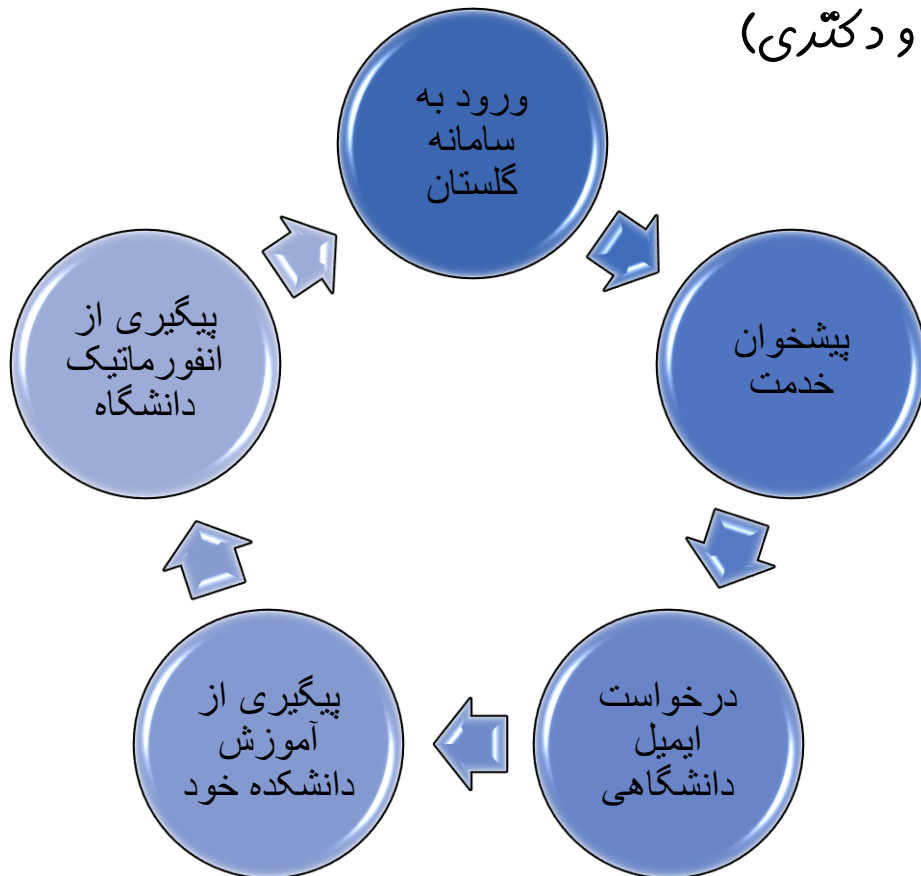 و دکتری)
ورود به
سامانه
گلستان
پیشخوان
خدمت
درخواست
ایمیل
دانشگاهی
پیگیری از
آموزش
دانشکده خود
پیگیری از
انفورماتیک
دانشگاه